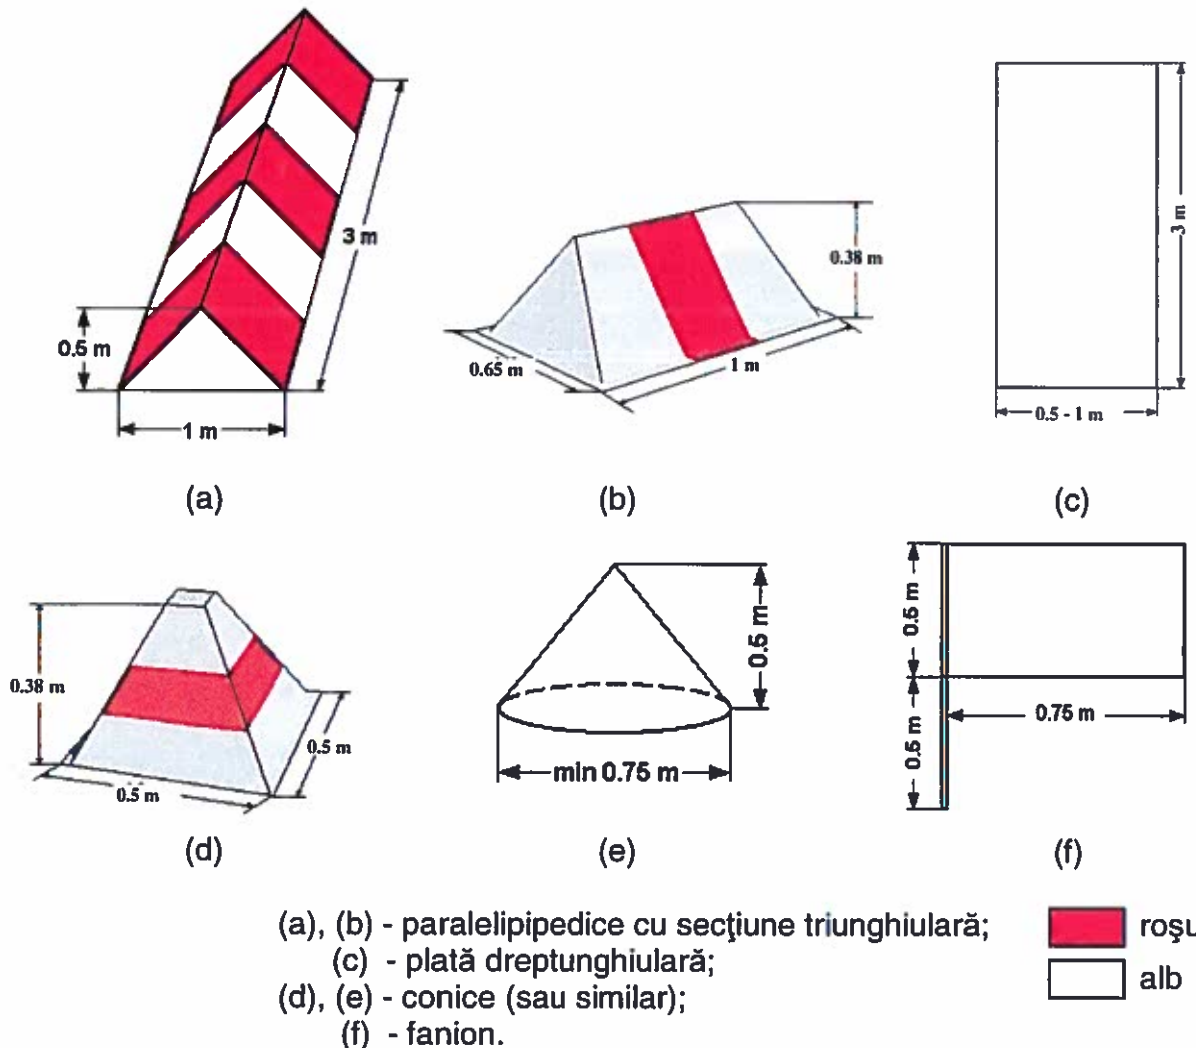 3 m
0.5 m
1 m
(a)
0.38 m
0.65 m
1 m
(b)
3 m
0.5 - 1 m
(c)
0.38 m
0.5 m
0.5 m
(d)
0.5 m
min 0.75 m
(e)
0.5 m
0.75 m
0.5 m
(f)
(a), (b) - paralelipipedice cu secţiune triunghiulară;
(c) - plată dreptunghiulară;
(d), (e) - conice (sau similar);
(f) - fanion.
roşu
alb